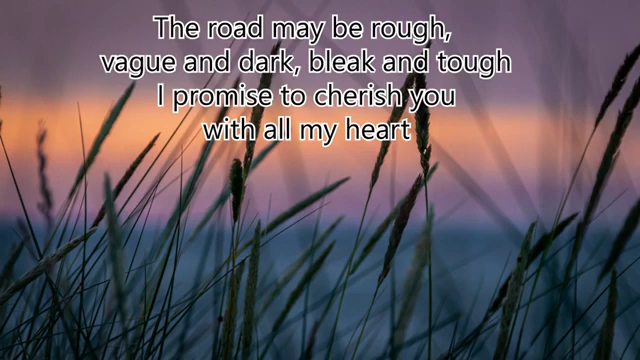 The road may be rough,
vague and dark, bleak and tough
I promise to cherish you
with all my heart